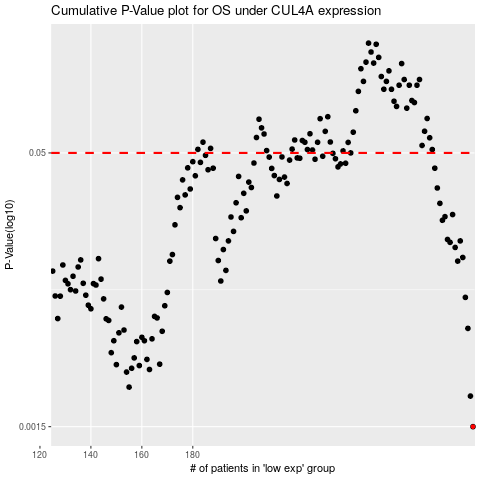 Cumulative P-Value plot for OS under CUL4A expression
P-Value(log10)
0.05
0.0015
120 140 160 180
# of patients in 'low exp' group